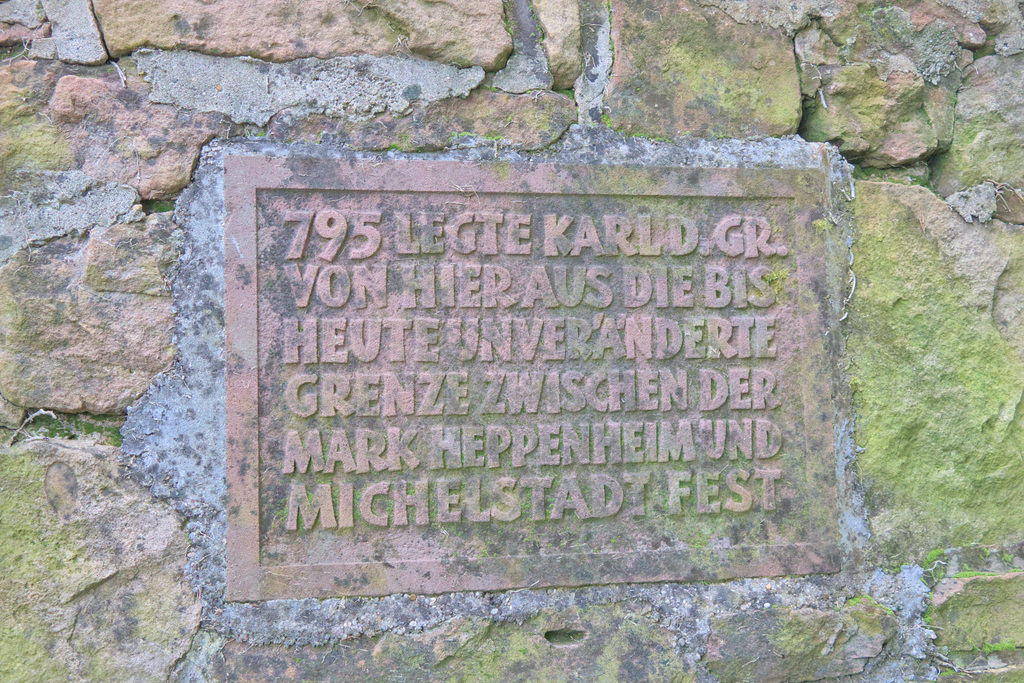 795 LEGTE KARL D. GR.
VON HIER AUS DIE BIS
HEUTE UNVERÄNDERTE
GRENZE ZWISCHEN DER
MARK HEPPENHEIM UND
MICHELSTADT FEST